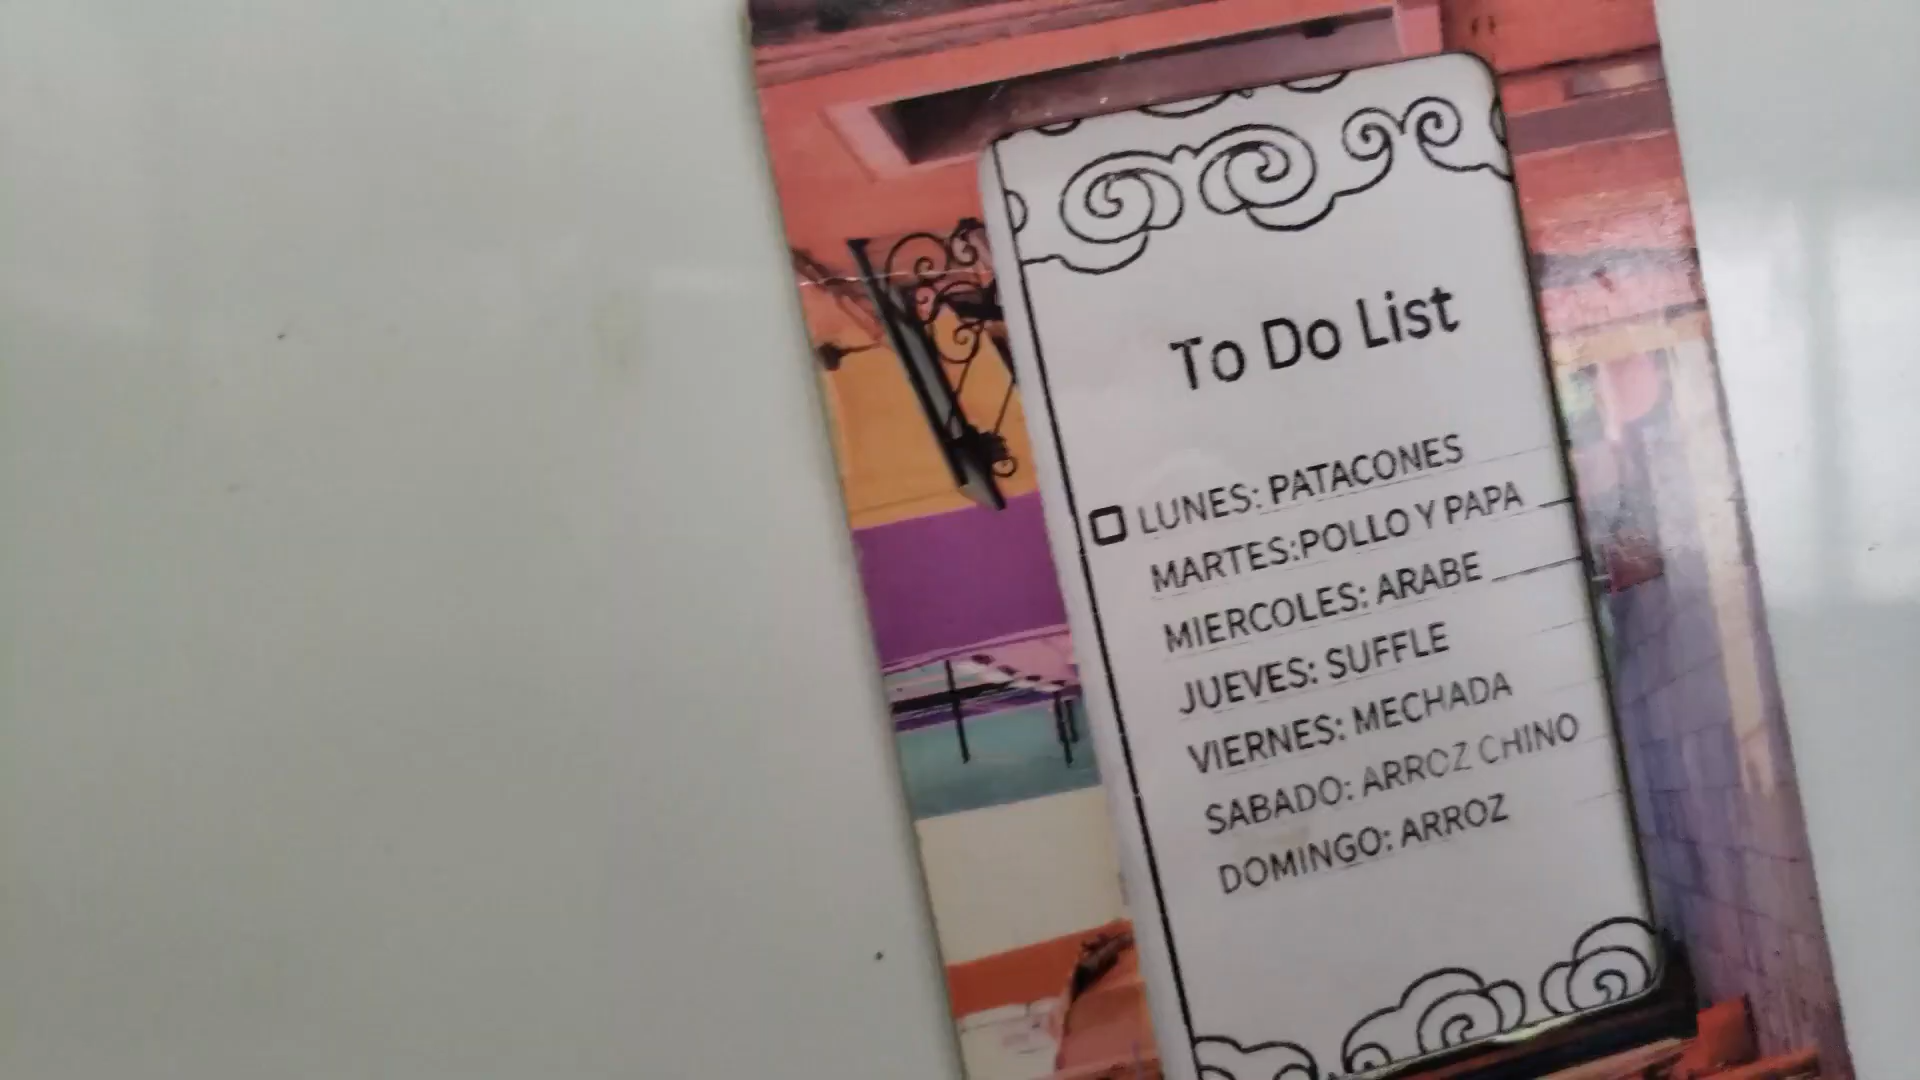 To Do List
LUNES: PATACONES
MARTES:POLLO Y PAPA
MIERCOLES: ARABE
JUEVES: SUFFLE
VIERNES: MECHADA
SABADO: ARROZ CHINO
DOMINGO: ARROZ